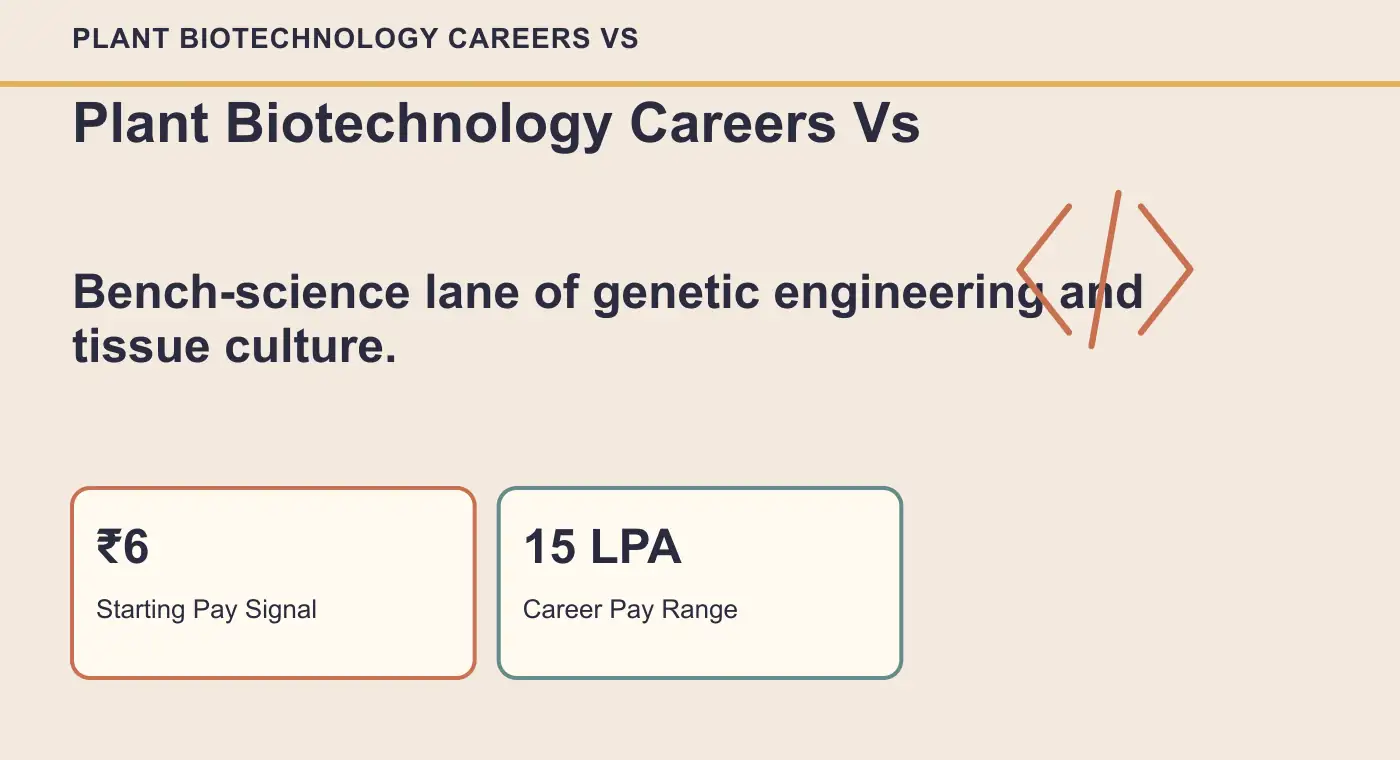 PLANT BIOTECHNOLOGY CAREERS VS
Plant Biotechnology Careers Vs
Bench-science lane of genetic engineering and
tissue culture.
₹6
Starting Pay Signal
15 LPA
Career Pay Range